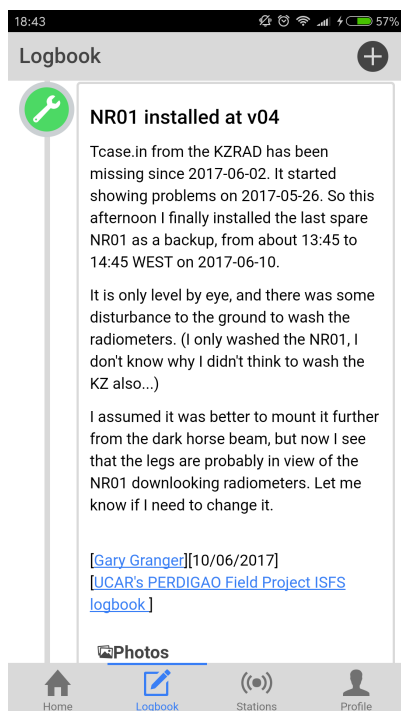 18:43
57%
Logbook
NR01 installed at v04
Tcase.in from the KZRAD has been
missing since 2017-06-02. It started
showing problems on 2017-05-26. So this
afternoon I finally installed the last spare
NR01 as a backup, from about 13:45 to
14:45 WEST on 2017-06-10.
It is only level by eye, and there was some
disturbance to the ground to wash the
radiometers. (I only washed the NR01, I
don't know why I didn't think to wash the
KZ also...)
I assumed it was better to mount it further
from the dark horse beam, but now I see
that the legs are probably in view of the
NR01 downlooking radiometers. Let me
know if I need to change it.
[Gary Granger][10/06/2017]
[UCAR's PERDIGAO Field Project ISFS
logbook ]
Photos
Home
Logbook
Stations
Profile